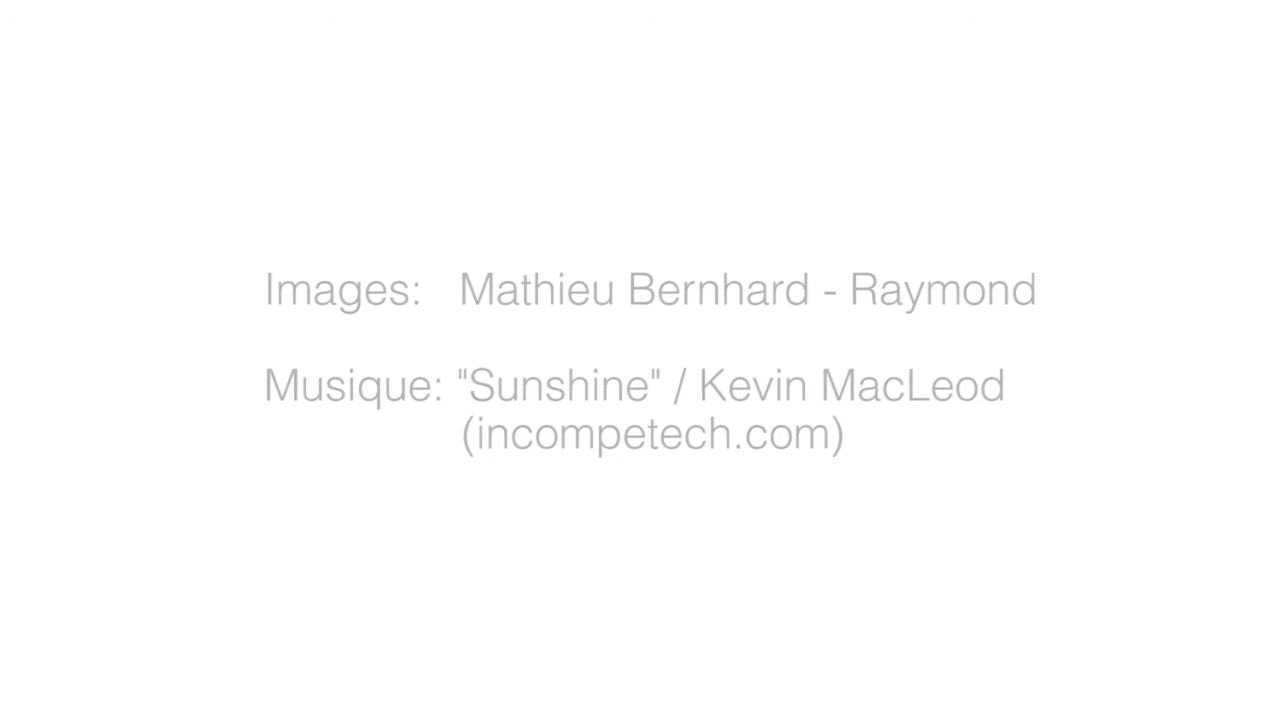 Images: Mathieu Bernhard - Raymond
Musique: "Sunshine" / Kevin MacLeod
(incompetech.com)